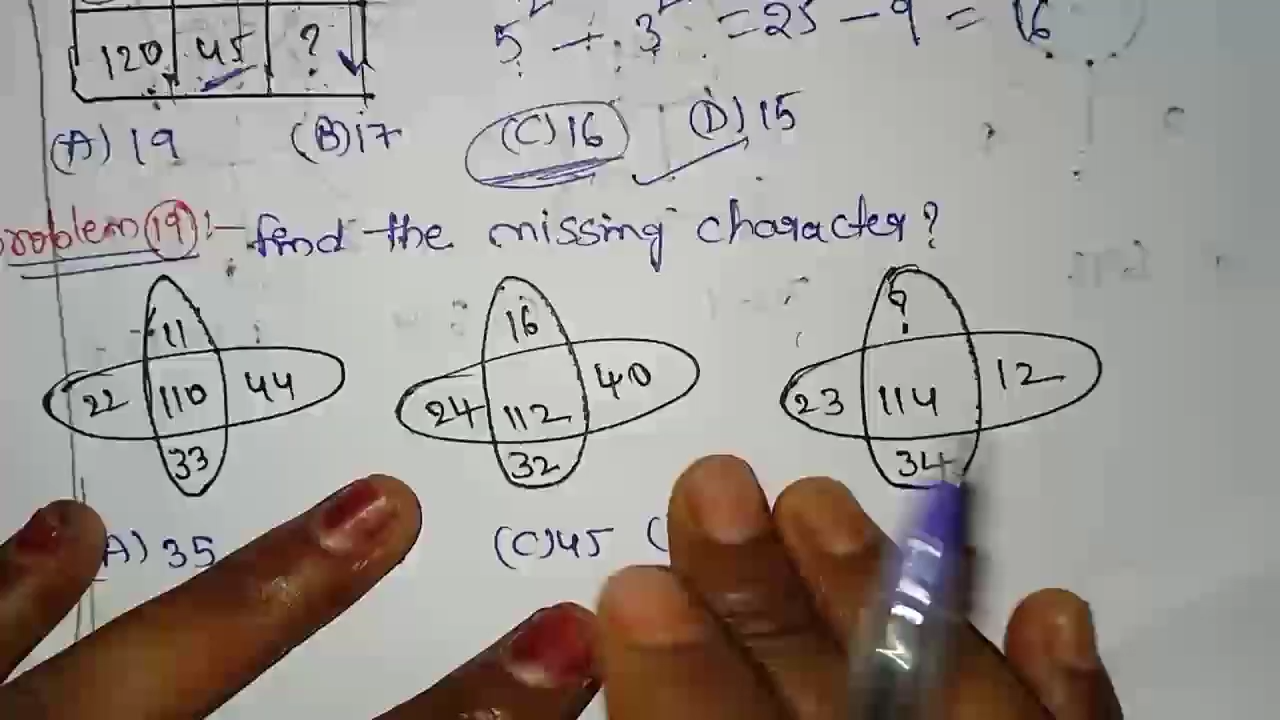 120 45 ?
5² ÷ 3² = 25 - 9 = 16
(A) 19 (B) 17 (C) 16 (D) 15
Problem 19 :- find the missing character?
11 16 ?
22 110 44 24 112 40 23 114 12
33 32 34
A) 35 (C) 45 (